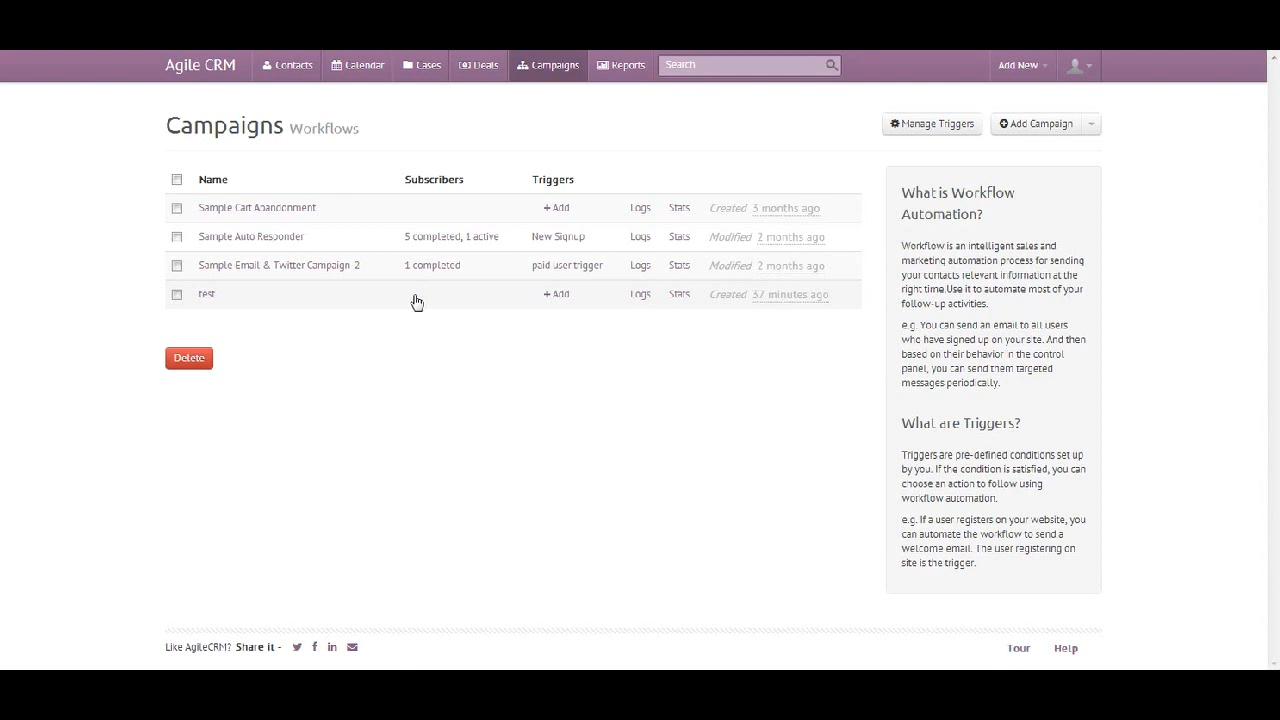 Agile CRM Contacts Calendar Cases Deals Campaigns Reports Search Add New
Campaigns Workflows
Manage Triggers Add Campaign
Name Subscribers Triggers
Sample Cart Abandonment + Add Logs Stats Created 3 months ago
Sample Auto Responder 5 completed, 1 active New Signup Logs Stats Modified 2 months ago
Sample Email & Twitter Campaign-2 1 completed paid user trigger Logs Stats Modified 2 months ago
test + Add Logs Stats Created 37 minutes ago
Delete
What is Workflow
Automation?
Workflow is an intelligent sales and
marketing automation process for sending
your contacts relevant information at the
right time.Use it to automate most of your
follow-up activities.
e.g. You can send an email to all users
who have signed up on your site. And then
based on their behavior in the control
panel, you can send them targeted
messages periodically.
What are Triggers?
Triggers are pre-defined conditions set up
by you. If the condition is satisfied, you can
choose an action to follow using
workflow automation.
e.g. If a user registers on your website, you
can automate the workflow to send a
welcome email. The user registering on
site is the trigger.
Like AgileCRM? Share it -
Tour Help